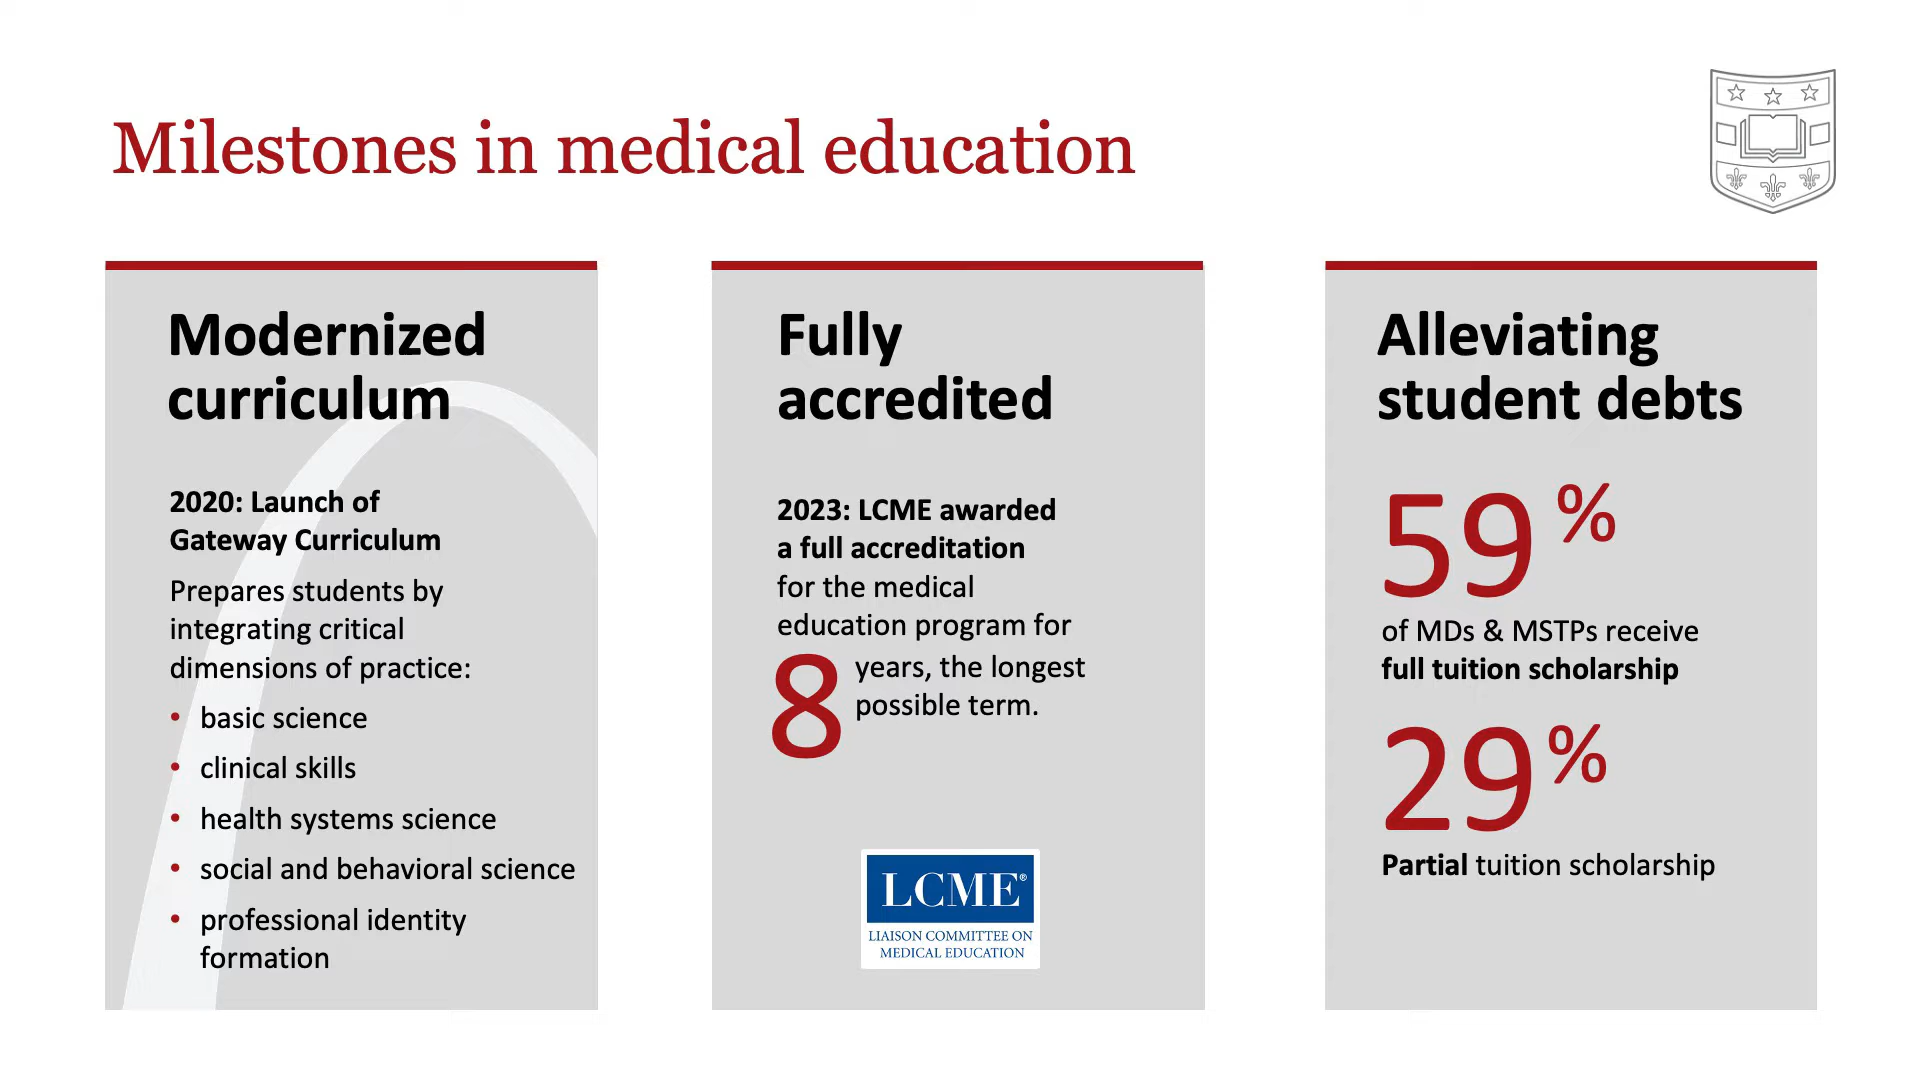 Milestones in medical education
Modernized
curriculum
2020: Launch of
Gateway Curriculum
Prepares students by
integrating critical
dimensions of practice:
• basic science
• clinical skills
• health systems science
• social and behavioral science
• professional identity
formation
Fully
accredited
2023: LCME awarded
a full accreditation
for the medical
education program for
8 years, the longest
possible term.
LCME®
LIAISON COMMITTEE ON
MEDICAL EDUCATION
Alleviating
student debts
59%
of MDs & MSTPs receive
full tuition scholarship
29%
Partial tuition scholarship